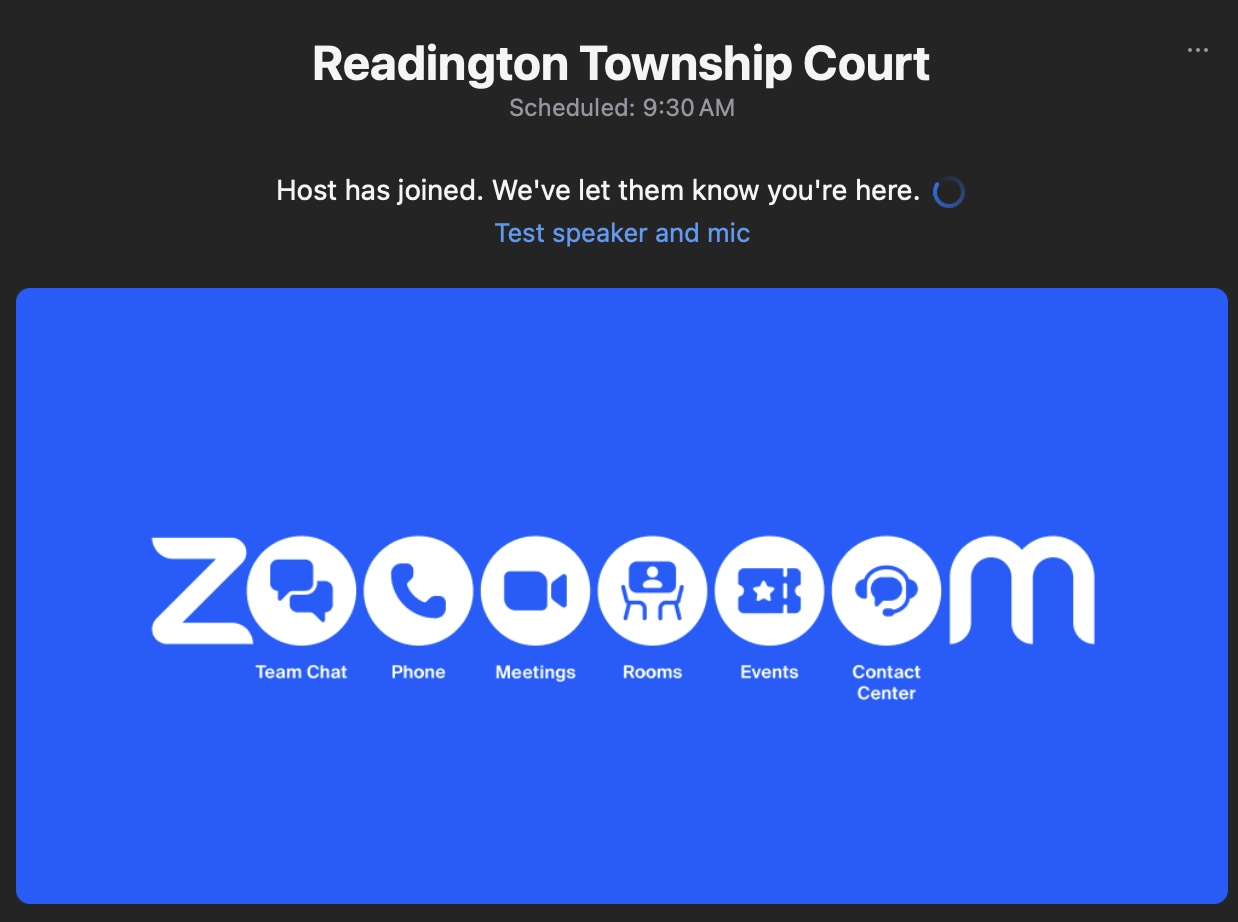 Readington Township Court
Scheduled: 9:30 AM
Host has joined. We've let them know you're here.
Test speaker and mic
zoooooom
Team Chat
Phone
Meetings
Rooms
Events
Contact
Center